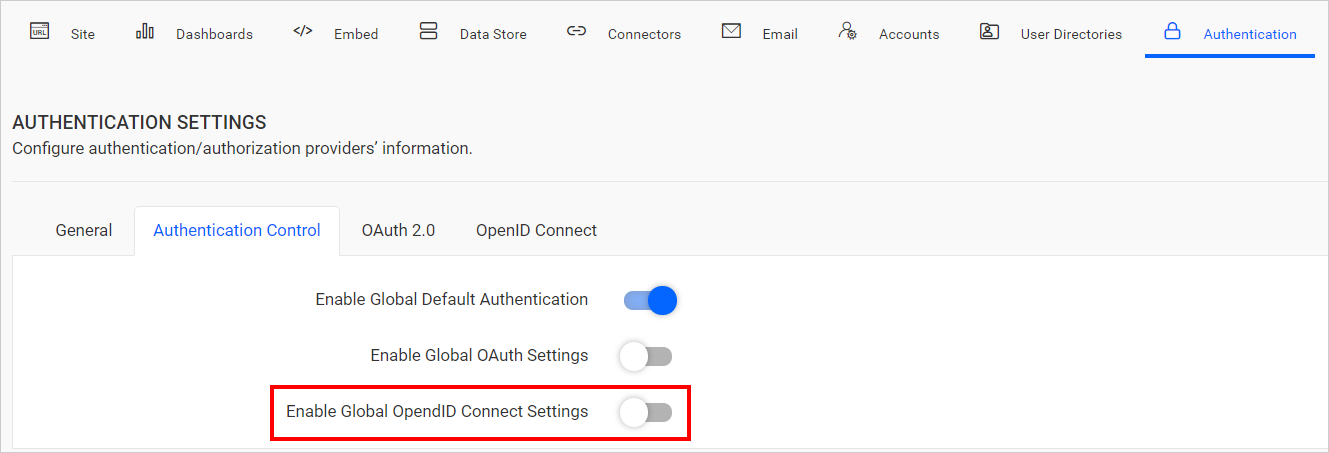 URL Site Dashboards </> Embed Data Store Connectors Email Accounts User Directories Authentication
AUTHENTICATION SETTINGS
Configure authentication/authorization providers’ information.
General Authentication Control OAuth 2.0 OpenID Connect
Enable Global Default Authentication
Enable Global OAuth Settings
Enable Global OpendID Connect Settings